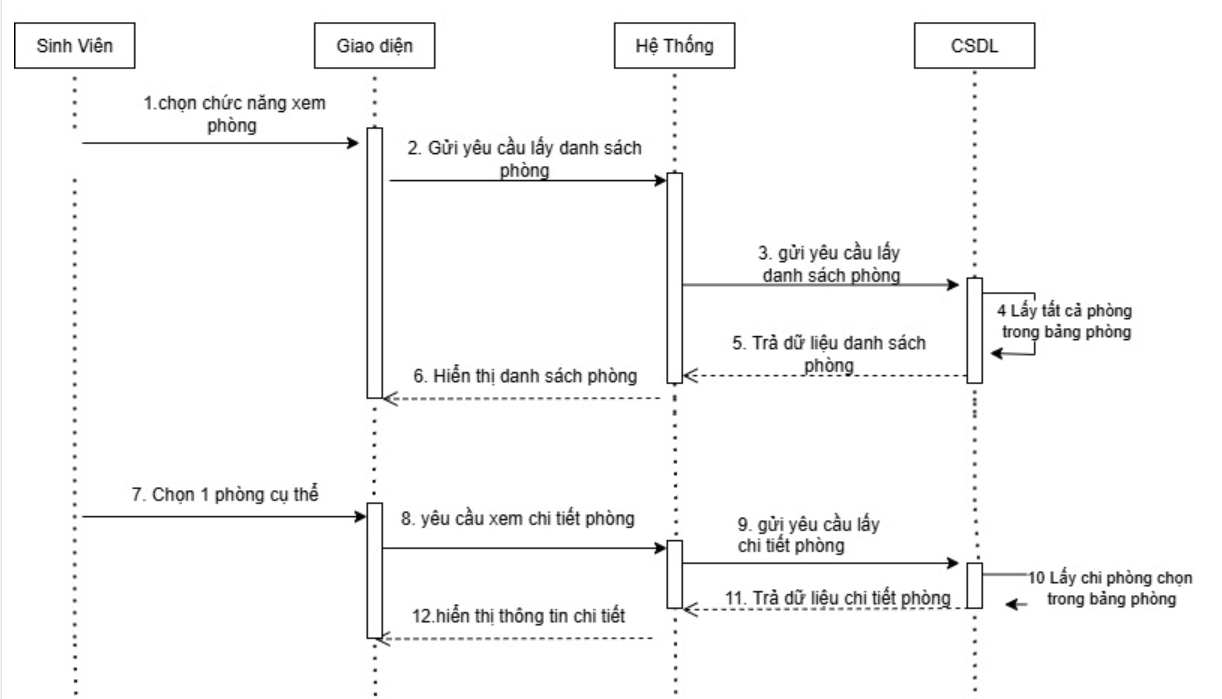 Sinh Viên
Giao diện
Hệ Thống
CSDL
1.chọn chức năng xem
phòng
2. Gửi yêu cầu lấy danh sách
phòng
3. gửi yêu cầu lấy
danh sách phòng
4 Lấy tất cả phòng
trong bảng phòng
5. Trả dữ liệu danh sách
phòng
6. Hiển thị danh sách phòng
7. Chọn 1 phòng cụ thể
8. yêu cầu xem chi tiết phòng
9. gửi yêu cầu lấy
chi tiết phòng
10 Lấy chi phòng chọn
trong bảng phòng
11. Trả dữ liệu chi tiết phòng
12.hiển thị thông tin chi tiết